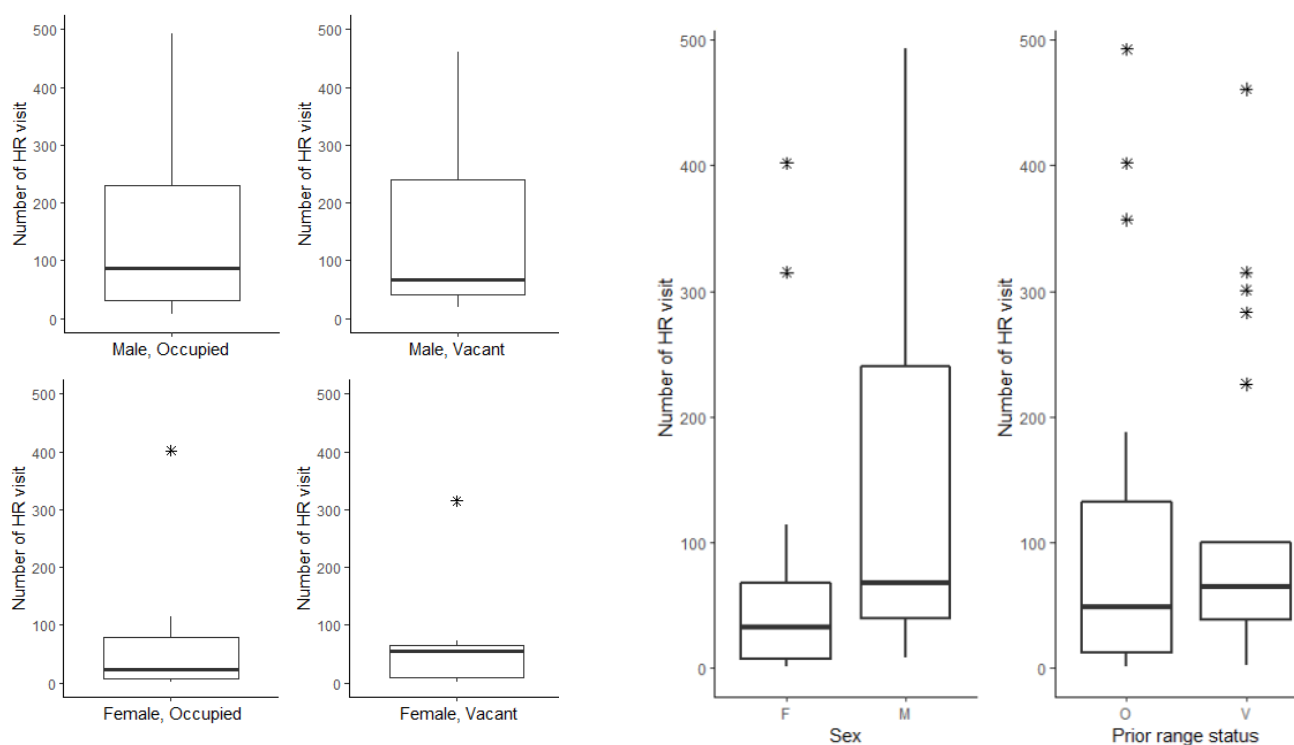 Number of HR visit
500
400
300
200
100
0
Male, Occupied
Number of HR visit
500
400
300
200
100
0
Male, Vacant
Number of HR visit
500
400
300
200
100
0
Female, Occupied
Number of HR visit
500
400
300
200
100
0
Female, Vacant
Number of HR visit
500
400
300
200
100
0
F M
Sex
Number of HR visit
500
400
300
200
100
0
O V
Prior range status